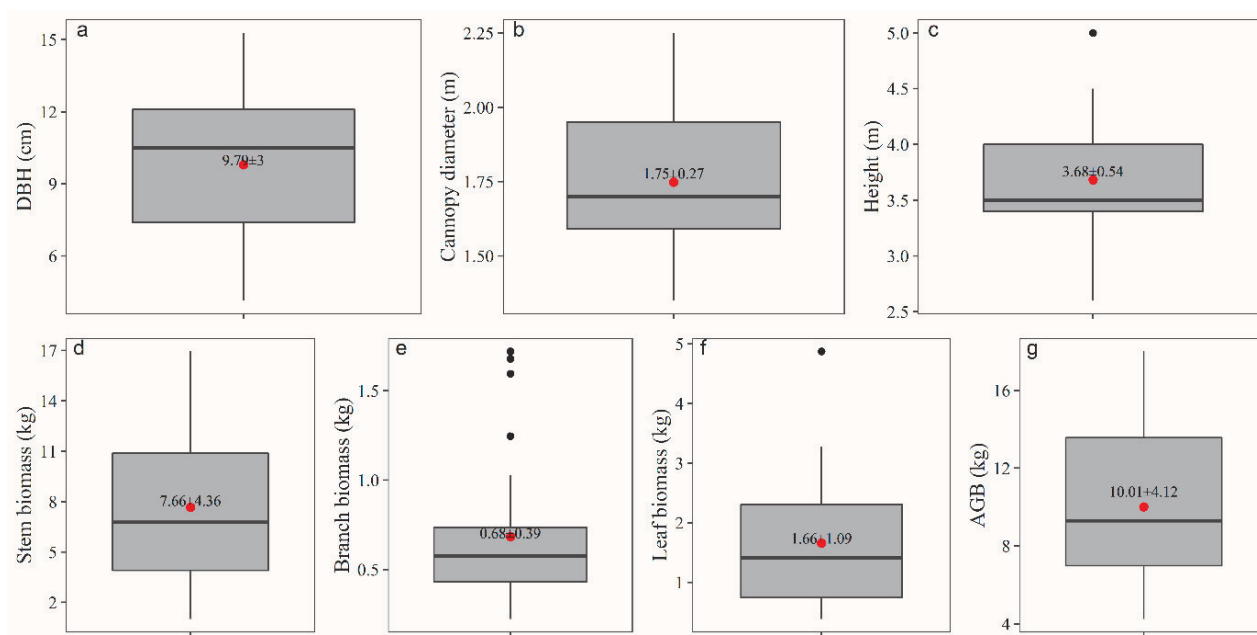 a
DBH (cm)
15
12
9
6
9.79±3
b
Cannopy diameter (m)
2.25
2.00
1.75
1.50
1.75±0.27
c
Height (m)
5.0
4.5
4.0
3.5
3.0
2.5
3.68±0.54
d
Stem biomass (kg)
17
14
11
8
5
2
7.66±4.36
e
Branch biomass (kg)
1.5
1.0
0.5
0.68±0.39
f
Leaf biomass (kg)
5
4
3
2
1
1.66±1.09
g
AGB (kg)
16
12
8
4
10.01±4.12